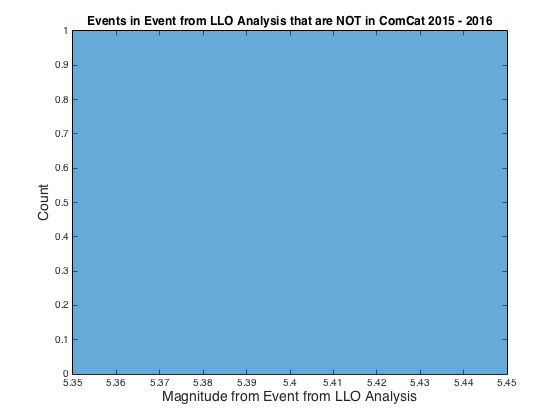 Events in Event from LLO Analysis that are NOT in ComCat 2015 - 2016
1
0.9
0.8
0.7
0.6
0.5
0.4
0.3
0.2
0.1
0
Count
5.35 5.36 5.37 5.38 5.39 5.4 5.41 5.42 5.43 5.44 5.45
Magnitude from Event from LLO Analysis